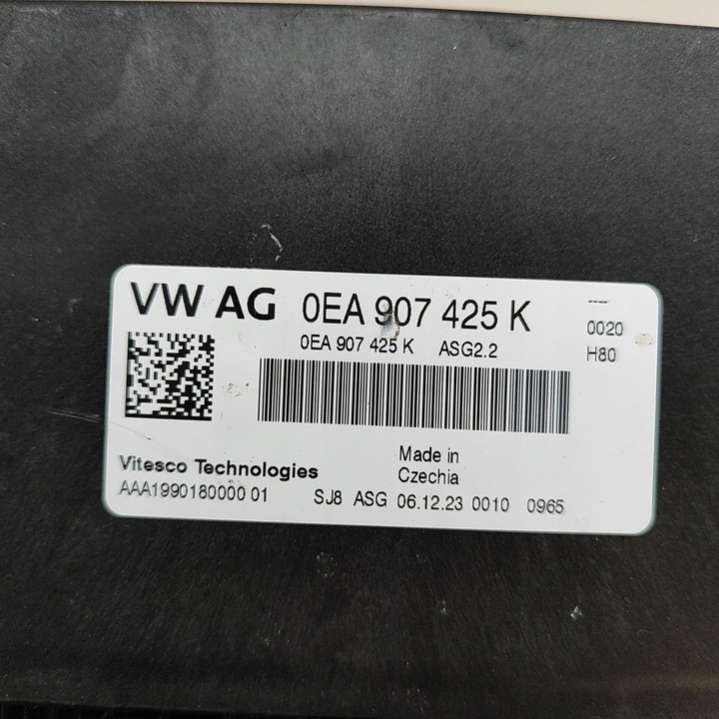 VW AG 0EA 907 425 K
0EA 907 425 K ASG2.2
---
0020
H80
Vitesco Technologies
Made in
Czechia
AAA1990180000 01 SJ8 ASG 06.12.23 0010 0965